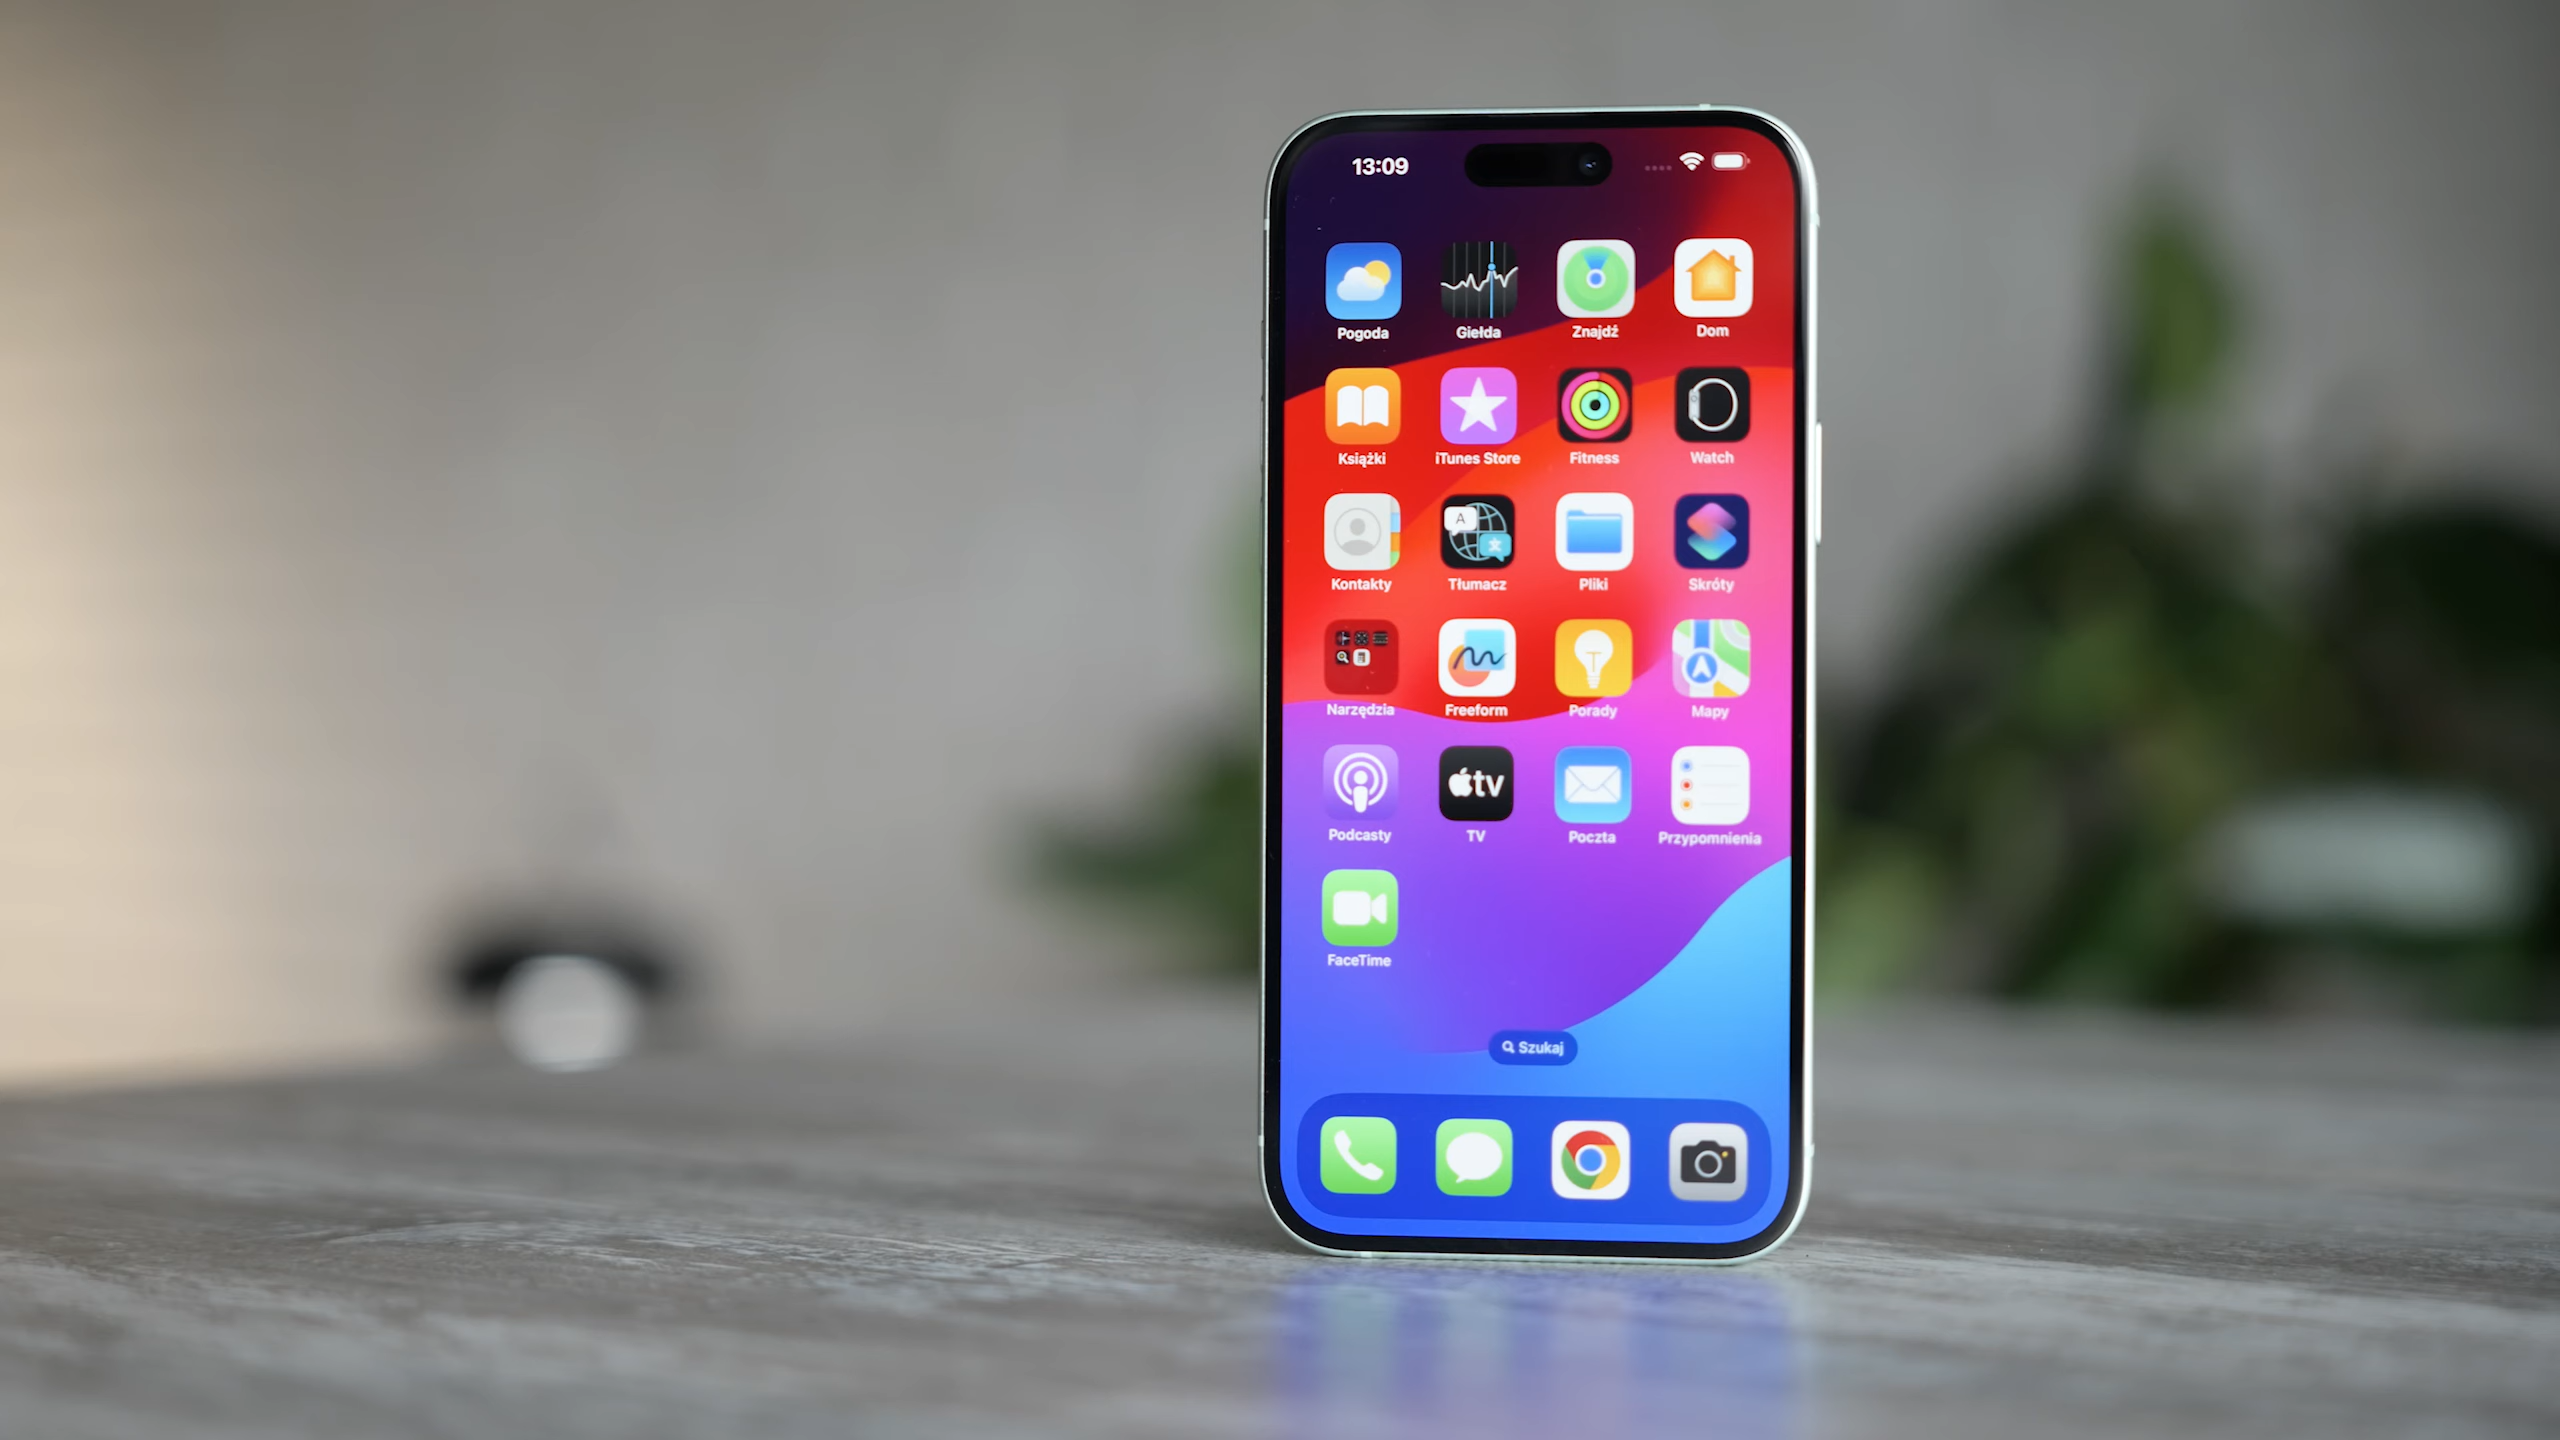 13:09
Pogoda Giełda Znajdź Dom
Książki iTunes Store Fitness Watch
A 文
Kontakty Tłumacz Pliki Skróty
Narzędzia Freeform Porady Mapy
tv
Podcasty TV Poczta Przypomnienia
FaceTime
Szukaj